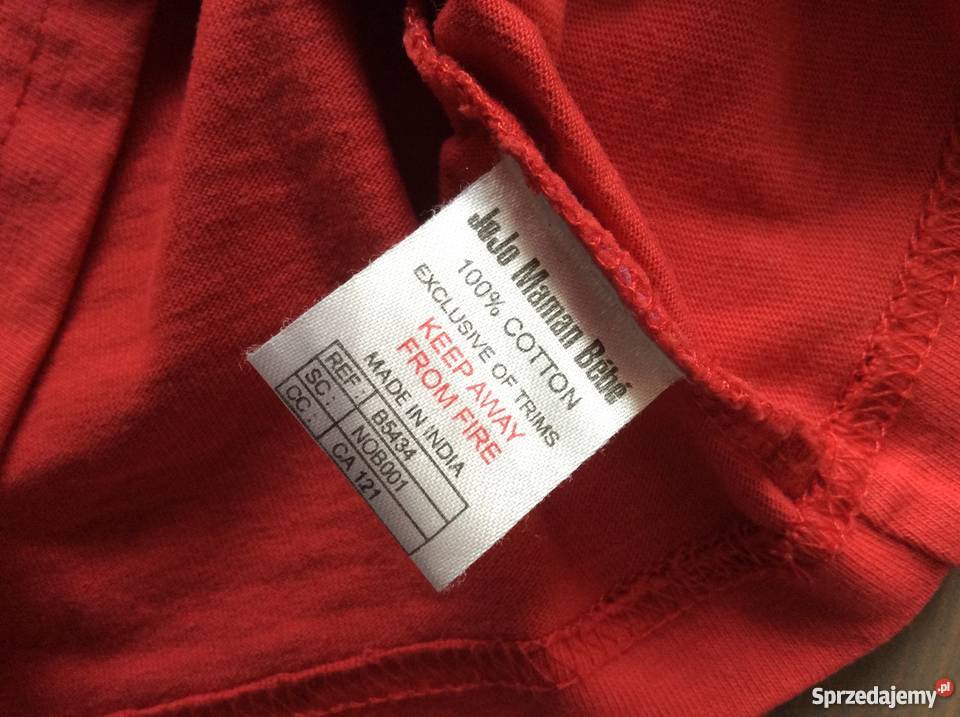 JoJo Maman Bébé
100% COTTON
EXCLUSIVE OF TRIMS
KEEP AWAY
FROM FIRE
MADE IN INDIA
REF : B5434
SC : NOB001
CC : CA 121
Sprzedajemy.pl